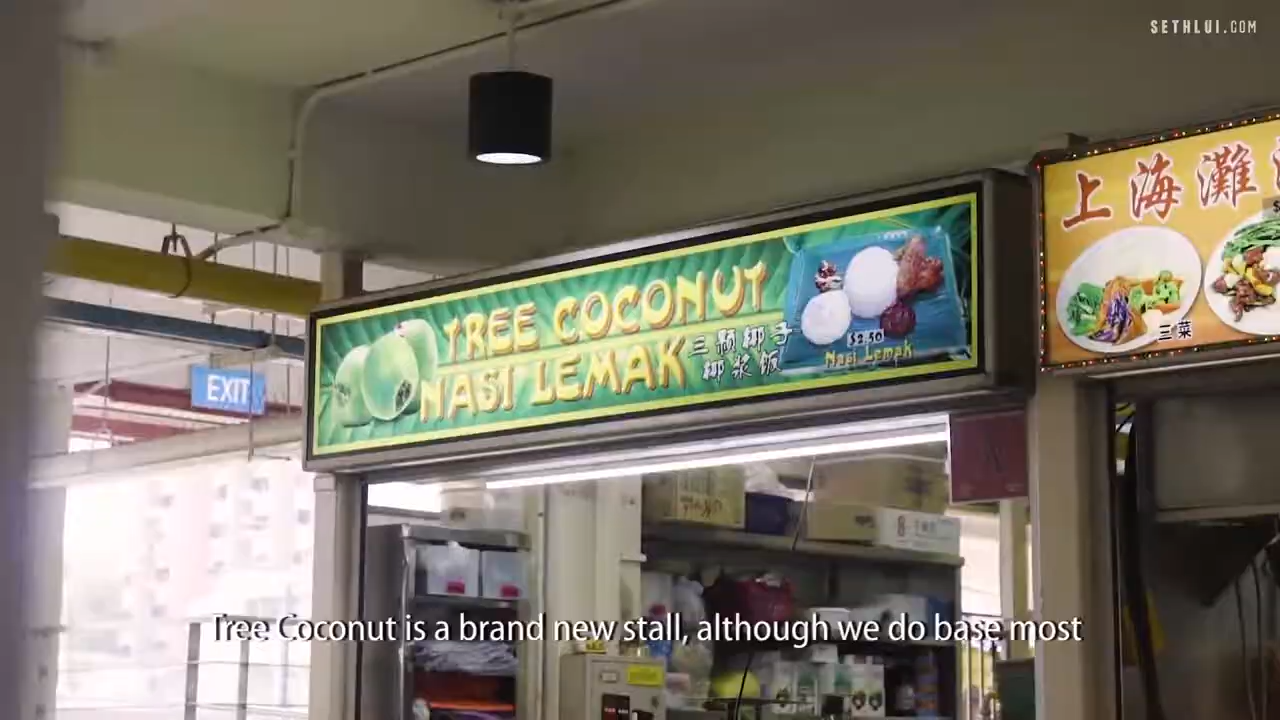 SETHLUI.COM
上海灘
三菜
TREE COCONUT
NASI LEMAK
三顆椰子
椰浆饭
$2.50
Nasi Lemak
EXIT
Tree Coconut is a brand new stall, although we do base most